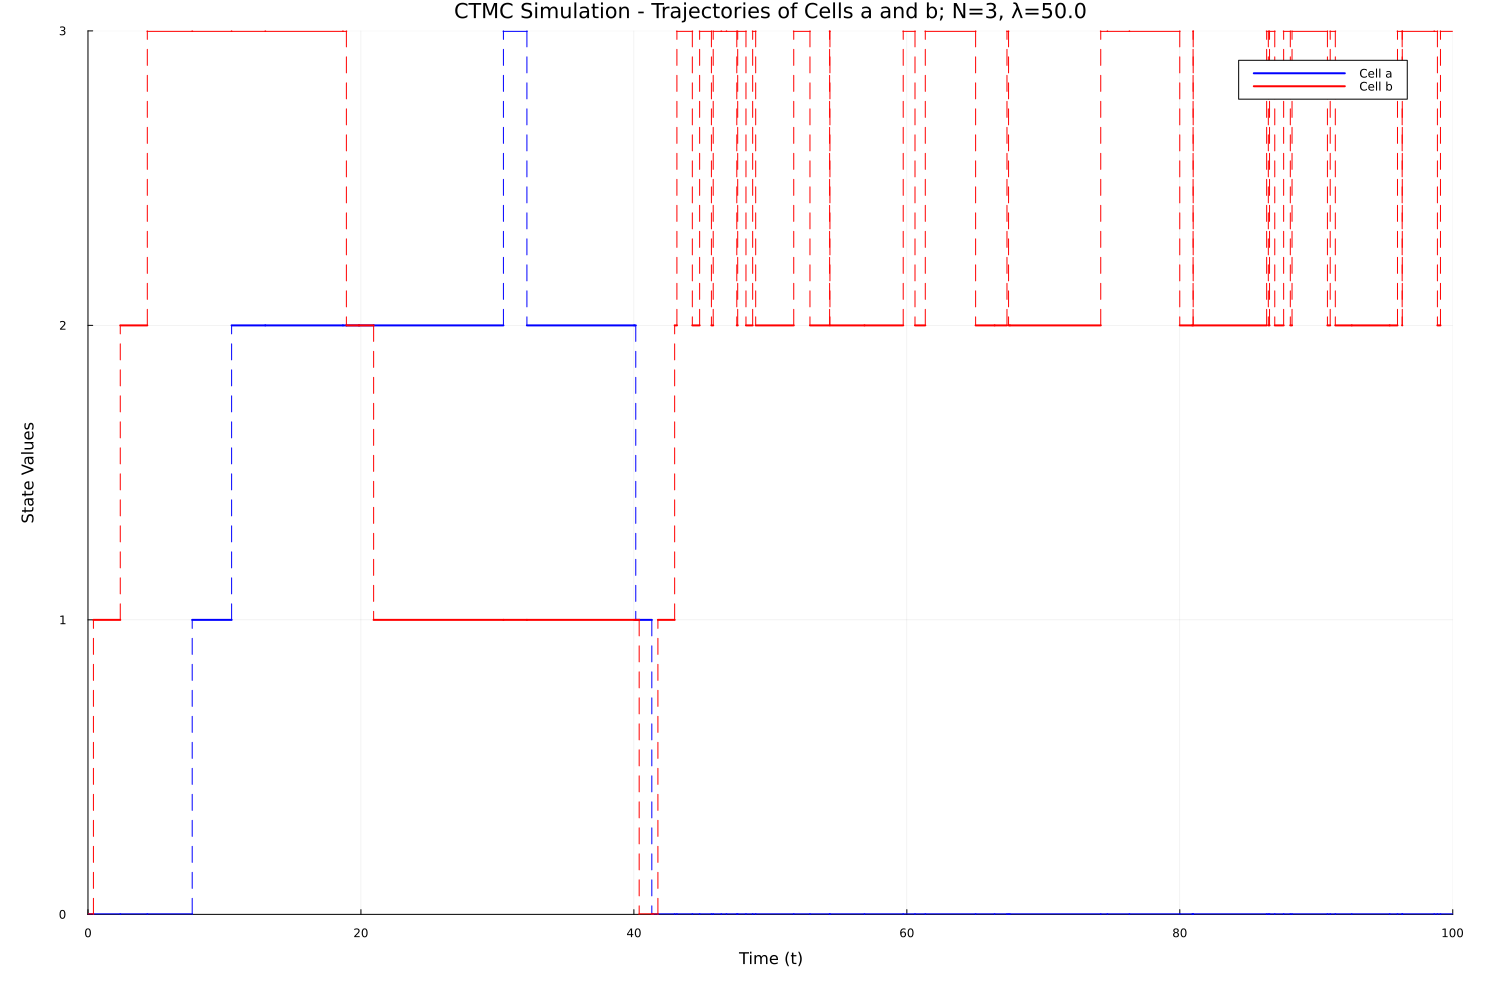 CTMC Simulation - Trajectories of Cells a and b; N=3, λ=50.0
3
Cell a
Cell b
2
State Values
1
0
0 20 40 60 80 100
Time (t)